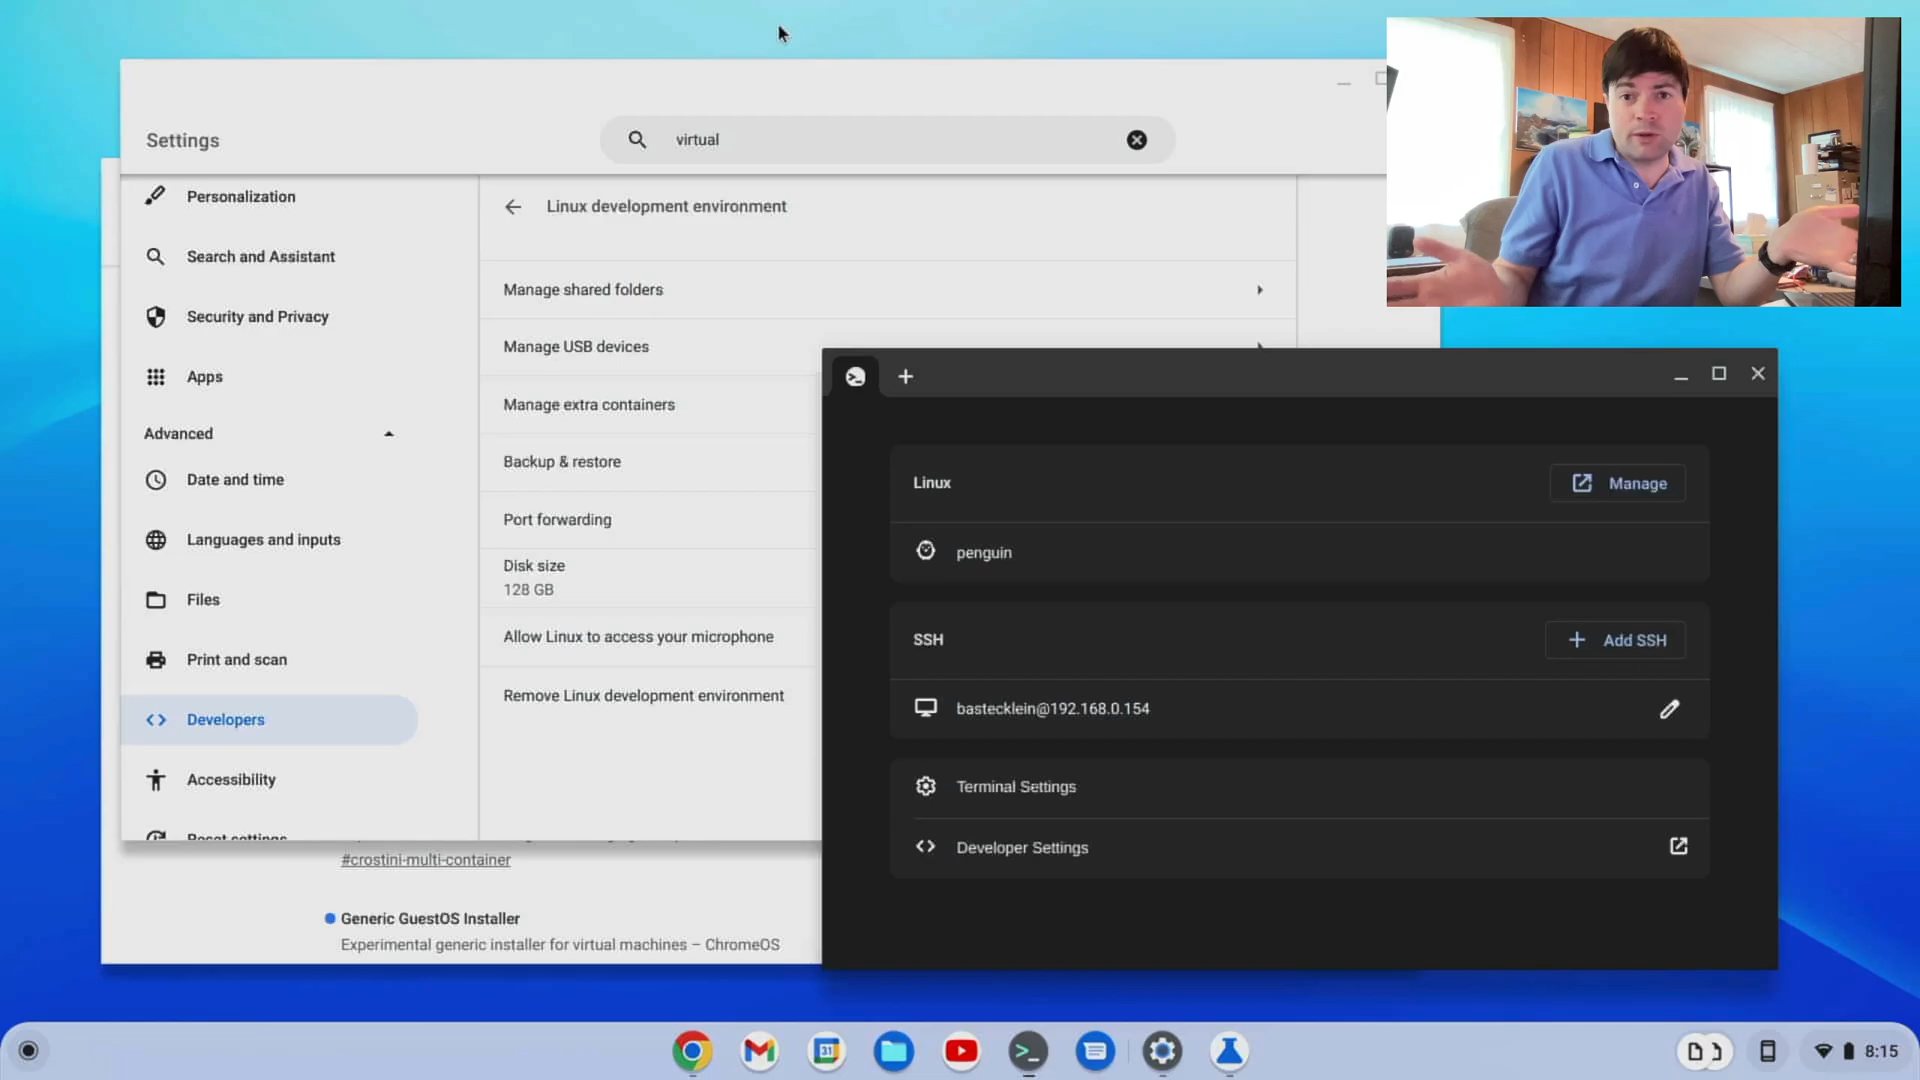 Settings
virtual
Personalization
Search and Assistant
Security and Privacy
Apps
Advanced
Date and time
Languages and inputs
Files
Print and scan
Developers
Accessibility
Reset settings
Linux development environment
Manage shared folders
Manage USB devices
Manage extra containers
Backup & restore
Port forwarding
Disk size
128 GB
Allow Linux to access your microphone
Remove Linux development environment
#crostini-multi-container
Generic GuestOS Installer
Experimental generic installer for virtual machines – ChromeOS
Linux
Manage
penguin
SSH
Add SSH
bastecklein@192.168.0.154
Terminal Settings
Developer Settings
31
8:15